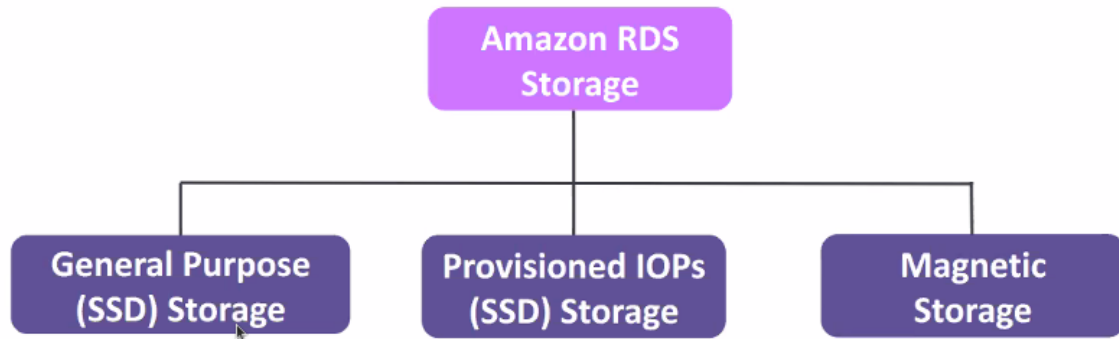 Amazon RDS
Storage
General Purpose
(SSD) Storage
Provisioned IOPs
(SSD) Storage
Magnetic
Storage